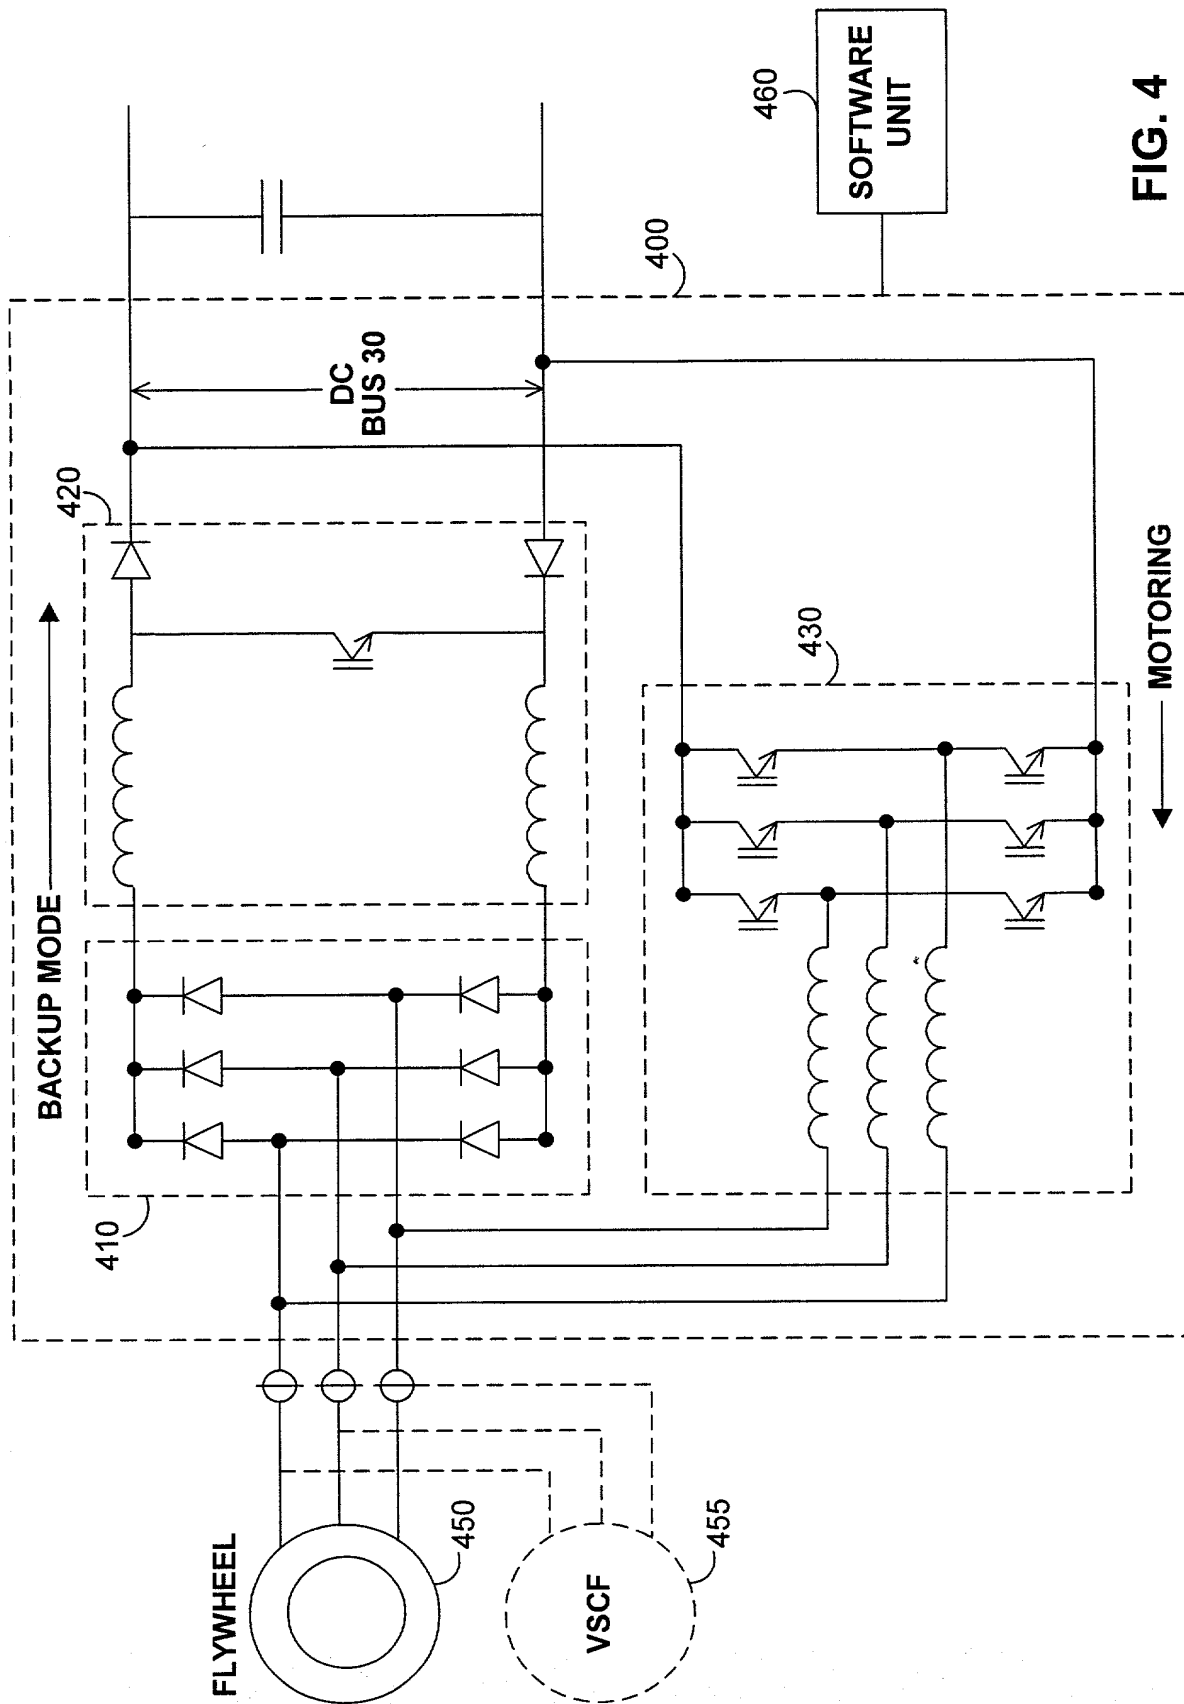 BACKUP MODE
420
410
DC
BUS 30
400
460
SOFTWARE
UNIT
FLYWHEEL
450
VSCF
455
430
MOTORING
FIG. 4